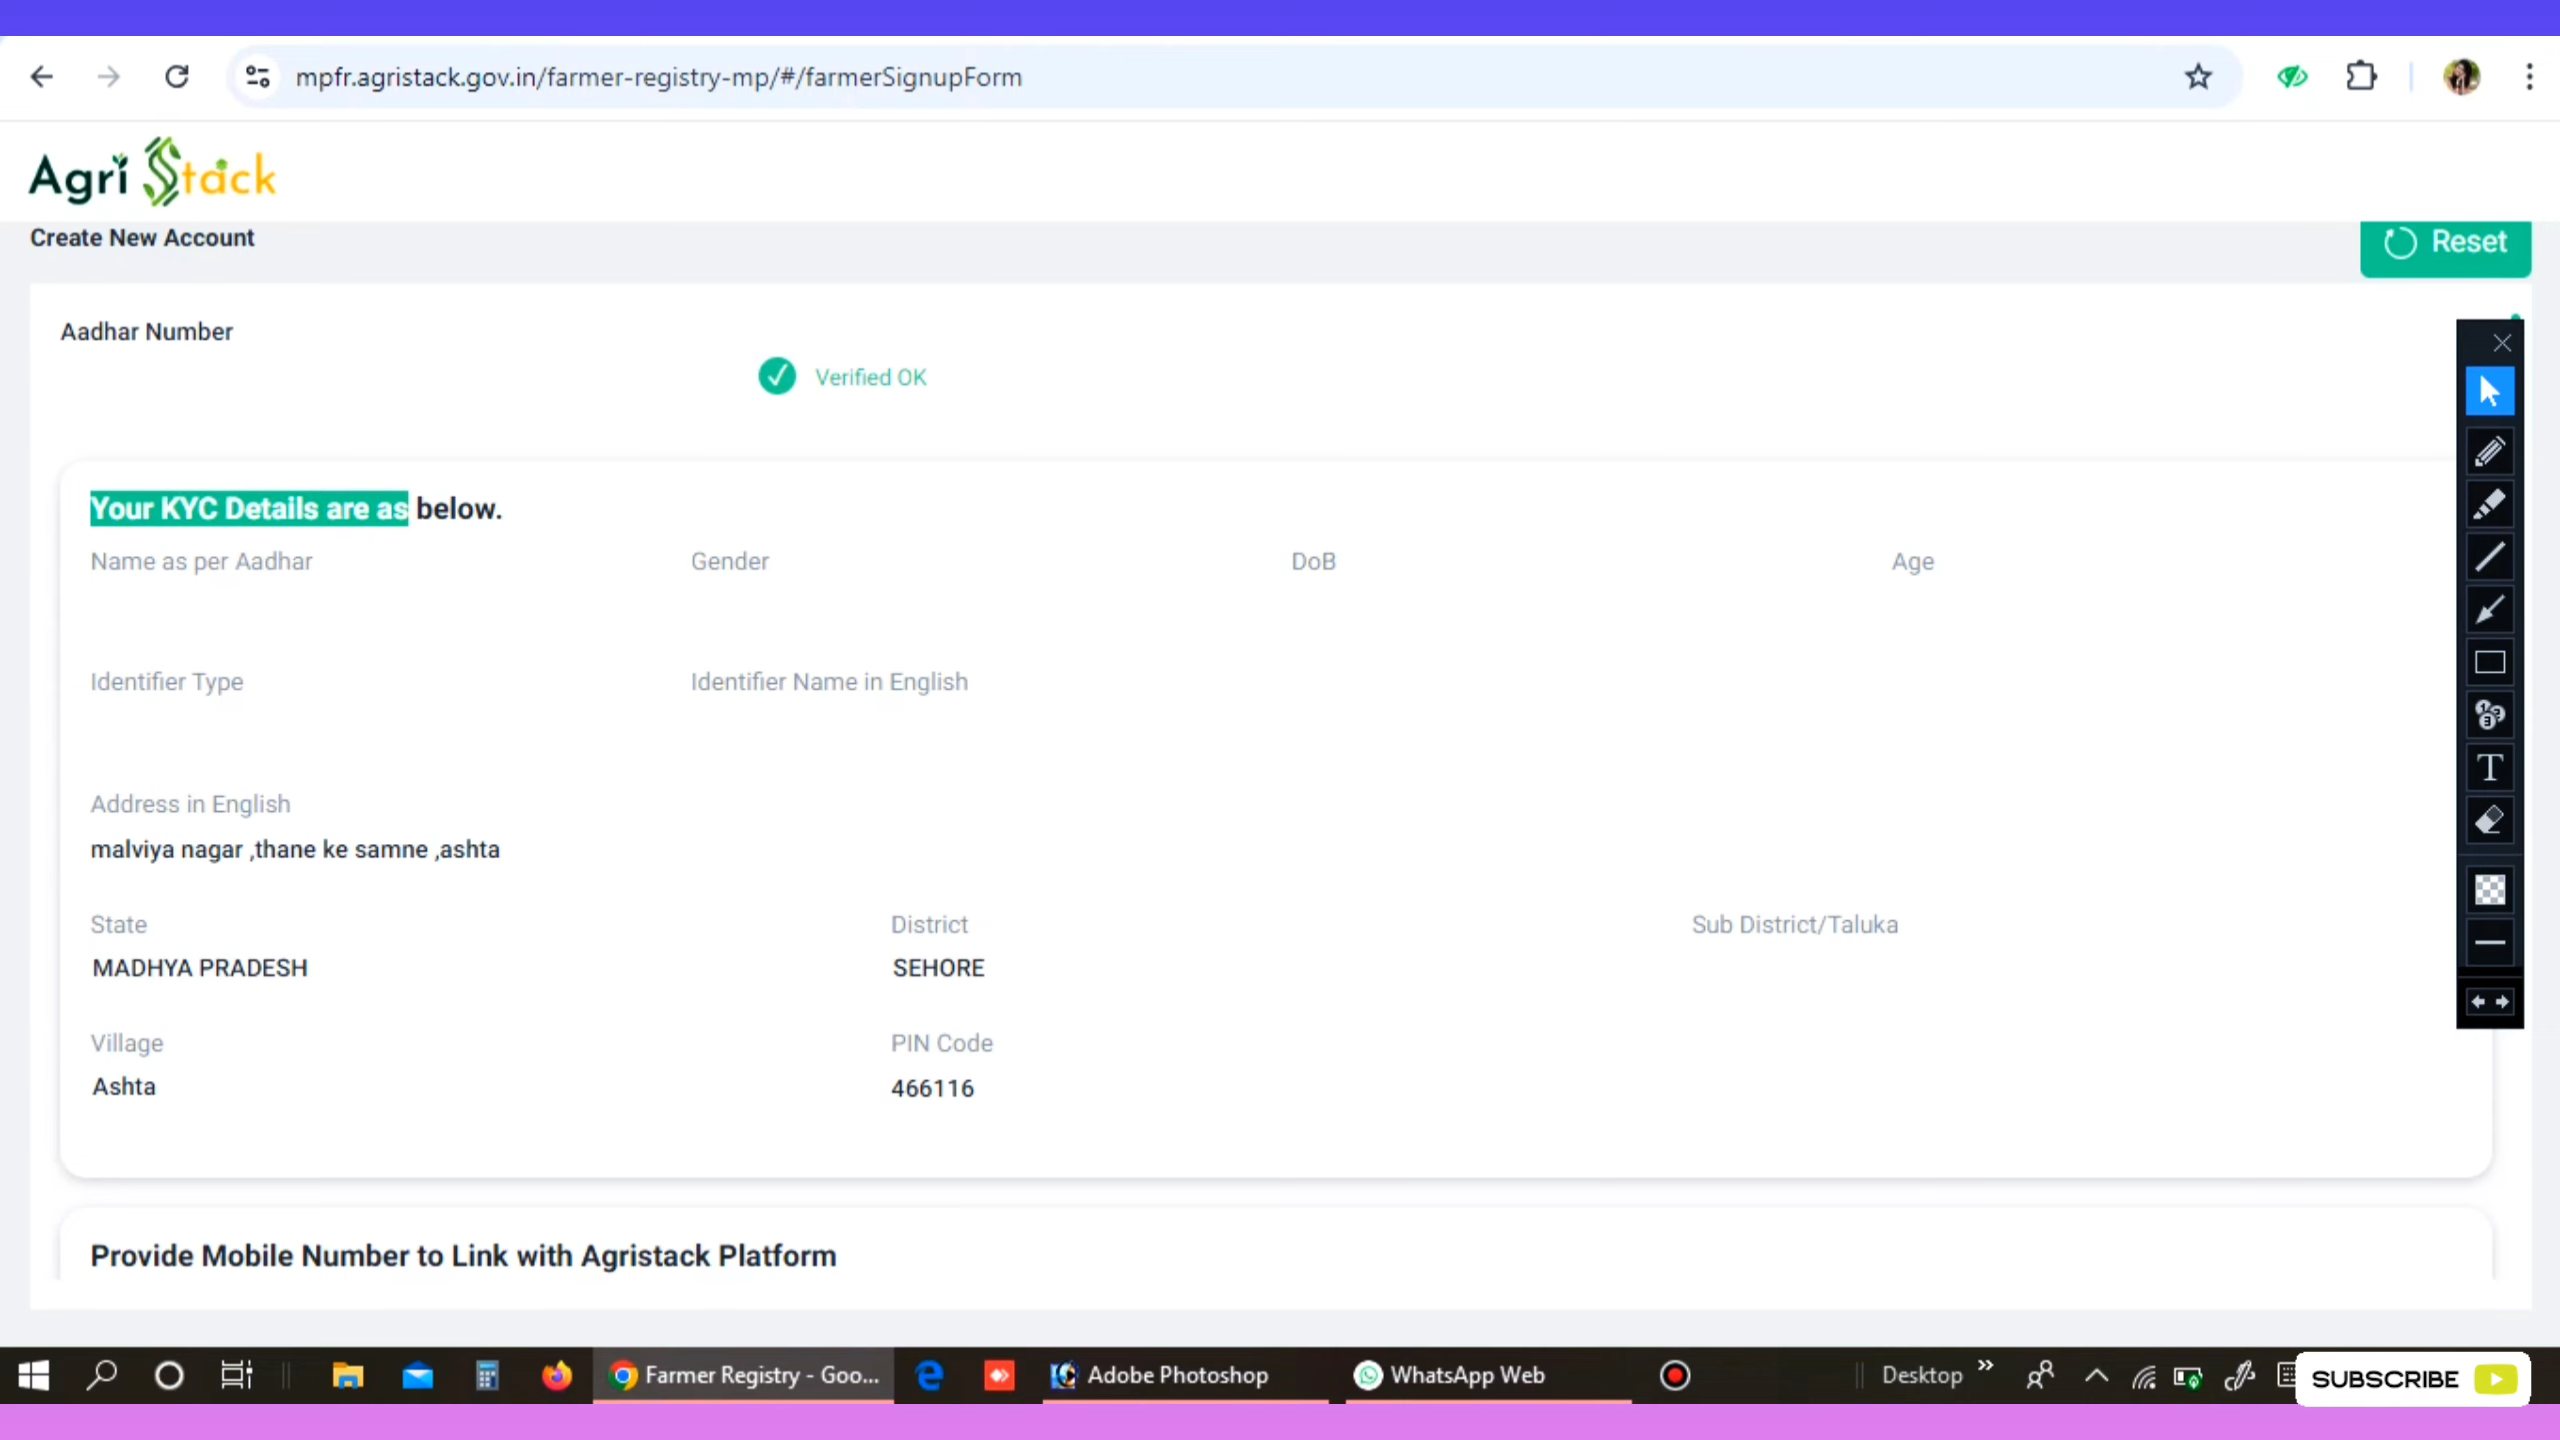 mpfr.agristack.gov.in/farmer-registry-mp/#/farmerSignupForm
Agri Stack
Create New Account
Reset
Aadhar Number
Verified OK
Your KYC Details are as below.
Name as per Aadhar Gender DoB Age
Identifier Type Identifier Name in English
Address in English
malviya nagar ,thane ke samne ,ashta
State District Sub District/Taluka
MADHYA PRADESH SEHORE
Village PIN Code
Ashta 466116
Provide Mobile Number to Link with Agristack Platform
Farmer Registry - Goo... Adobe Photoshop WhatsApp Web Desktop SUBSCRIBE